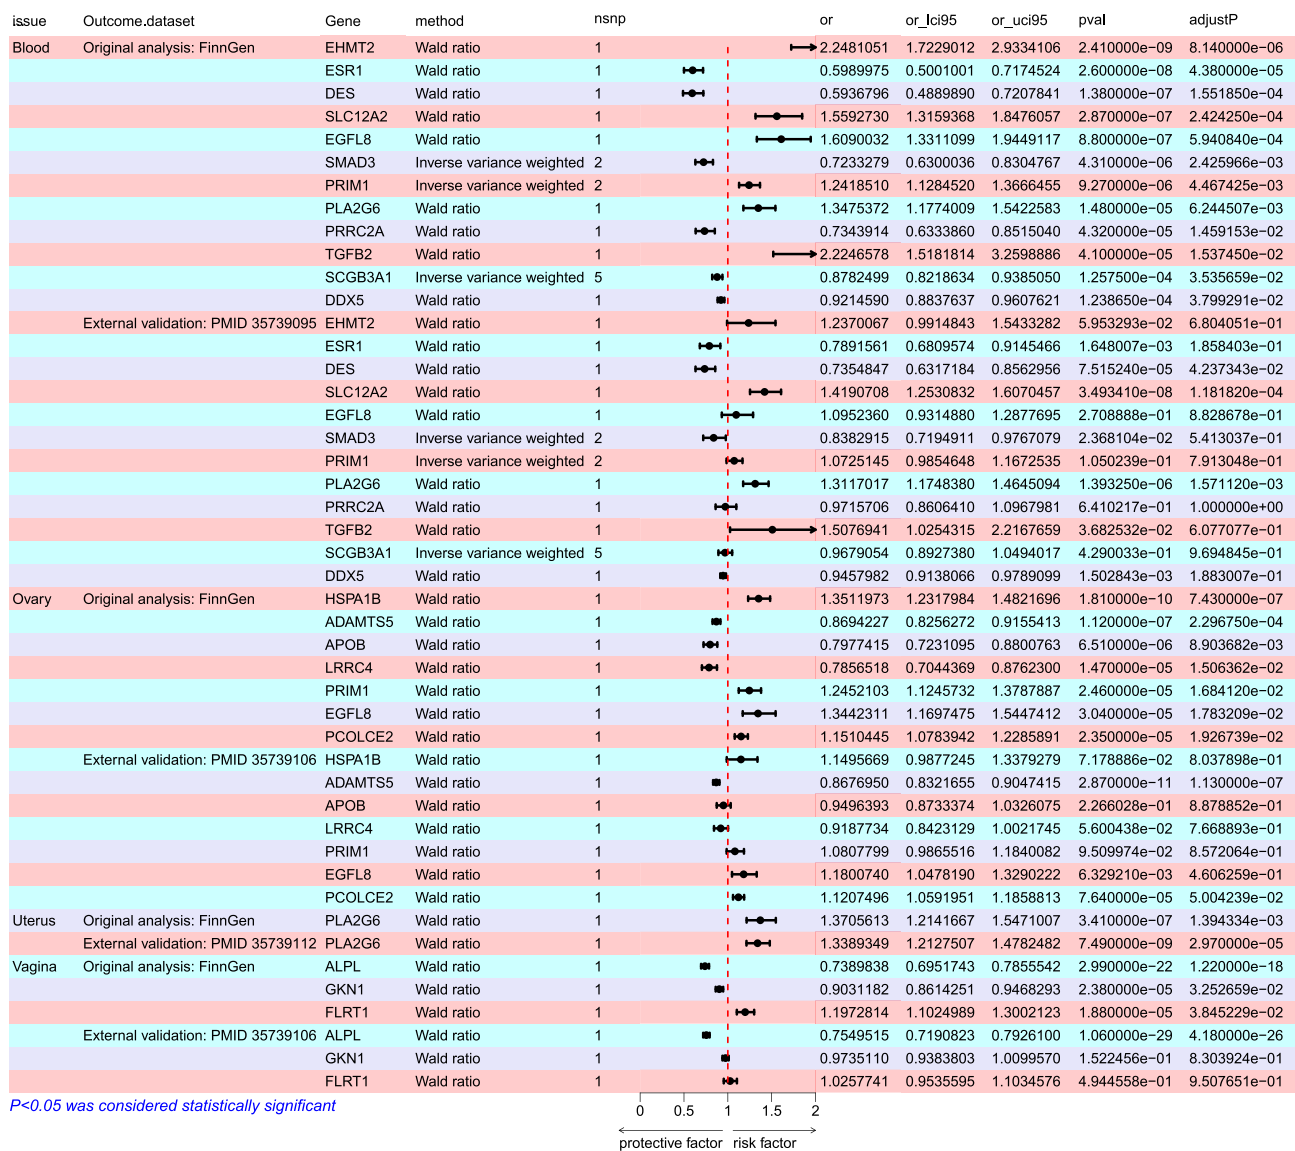 issue Outcome.dataset Gene method nsnp or or_lci95 or_uci95 pval adjustP
Blood Original analysis: FinnGen EHMT2 Wald ratio 1 2.2481051 1.7229012 2.9334106 2.410000e−09 8.140000e−06
ESR1 Wald ratio 1 0.5989975 0.5001001 0.7174524 2.600000e−08 4.380000e−05
DES Wald ratio 1 0.5936796 0.4889890 0.7207841 1.380000e−07 1.551850e−04
SLC12A2 Wald ratio 1 1.5592730 1.3159368 1.8476057 2.870000e−07 2.424250e−04
EGFL8 Wald ratio 1 1.6090032 1.3311099 1.9449117 8.800000e−07 5.940840e−04
SMAD3 Inverse variance weighted 2 0.7233279 0.6300036 0.8304767 4.310000e−06 2.425966e−03
PRIM1 Inverse variance weighted 2 1.2418510 1.1284520 1.3666455 9.270000e−06 4.467425e−03
PLA2G6 Wald ratio 1 1.3475372 1.1774009 1.5422583 1.480000e−05 6.244507e−03
PRRC2A Wald ratio 1 0.7343914 0.6333860 0.8515040 4.320000e−05 1.459153e−02
TGFB2 Wald ratio 1 2.2246578 1.5181814 3.2598886 4.100000e−05 1.537450e−02
SCGB3A1 Inverse variance weighted 5 0.8782499 0.8218634 0.9385050 1.257500e−04 3.535659e−02
DDX5 Wald ratio 1 0.9214590 0.8837637 0.9607621 1.238650e−04 3.799291e−02
External validation: PMID 35739095 EHMT2 Wald ratio 1 1.2370067 0.9914843 1.5433282 5.953293e−02 6.804051e−01
ESR1 Wald ratio 1 0.7891561 0.6809574 0.9145466 1.648007e−03 1.858403e−01
DES Wald ratio 1 0.7354847 0.6317184 0.8562956 7.515240e−05 4.237343e−02
SLC12A2 Wald ratio 1 1.4190708 1.2530832 1.6070457 3.493410e−08 1.181820e−04
EGFL8 Wald ratio 1 1.0952360 0.9314880 1.2877695 2.708888e−01 8.828678e−01
SMAD3 Inverse variance weighted 2 0.8382915 0.7194911 0.9767079 2.368104e−02 5.413037e−01
PRIM1 Inverse variance weighted 2 1.0725145 0.9854648 1.1672535 1.050239e−01 7.913048e−01
PLA2G6 Wald ratio 1 1.3117017 1.1748380 1.4645094 1.393250e−06 1.571120e−03
PRRC2A Wald ratio 1 0.9715706 0.8606410 1.0967981 6.410217e−01 1.000000e+00
TGFB2 Wald ratio 1 1.5076941 1.0254315 2.2167659 3.682532e−02 6.077077e−01
SCGB3A1 Inverse variance weighted 5 0.9679054 0.8927380 1.0494017 4.290033e−01 9.694845e−01
DDX5 Wald ratio 1 0.9457982 0.9138066 0.9789099 1.502843e−03 1.883007e−01
Ovary Original analysis: FinnGen HSPA1B Wald ratio 1 1.3511973 1.2317984 1.4821696 1.810000e−10 7.430000e−07
ADAMTS5 Wald ratio 1 0.8694227 0.8256272 0.9155413 1.120000e−07 2.296750e−04
APOB Wald ratio 1 0.7977415 0.7231095 0.8800763 6.510000e−06 8.903682e−03
LRRC4 Wald ratio 1 0.7856518 0.7044369 0.8762300 1.470000e−05 1.506362e−02
PRIM1 Wald ratio 1 1.2452103 1.1245732 1.3787887 2.460000e−05 1.684120e−02
EGFL8 Wald ratio 1 1.3442311 1.1697475 1.5447412 3.040000e−05 1.783209e−02
PCOLCE2 Wald ratio 1 1.1510445 1.0783942 1.2285891 2.350000e−05 1.926739e−02
External validation: PMID 35739106 HSPA1B Wald ratio 1 1.1495669 0.9877245 1.3379279 7.178886e−02 8.037898e−01
ADAMTS5 Wald ratio 1 0.8676950 0.8321655 0.9047415 2.870000e−11 1.130000e−07
APOB Wald ratio 1 0.9496393 0.8733374 1.0326075 2.266028e−01 8.878852e−01
LRRC4 Wald ratio 1 0.9187734 0.8423129 1.0021745 5.600438e−02 7.668893e−01
PRIM1 Wald ratio 1 1.0807799 0.9865516 1.1840082 9.509974e−02 8.572064e−01
EGFL8 Wald ratio 1 1.1800740 1.0478190 1.3290222 6.329210e−03 4.606259e−01
PCOLCE2 Wald ratio 1 1.1207496 1.0591951 1.1858813 7.640000e−05 5.004239e−02
Uterus Original analysis: FinnGen PLA2G6 Wald ratio 1 1.3705613 1.2141667 1.5471007 3.410000e−07 1.394334e−03
External validation: PMID 35739112 PLA2G6 Wald ratio 1 1.3389349 1.2127507 1.4782482 7.490000e−09 2.970000e−05
Vagina Original analysis: FinnGen ALPL Wald ratio 1 0.7389838 0.6951743 0.7855542 2.990000e−22 1.220000e−18
GKN1 Wald ratio 1 0.9031182 0.8614251 0.9468293 2.380000e−05 3.252659e−02
FLRT1 Wald ratio 1 1.1972814 1.1024989 1.3002123 1.880000e−05 3.845229e−02
External validation: PMID 35739106 ALPL Wald ratio 1 0.7549515 0.7190823 0.7926100 1.060000e−29 4.180000e−26
GKN1 Wald ratio 1 0.9735110 0.9383803 1.0099570 1.522456e−01 8.303924e−01
FLRT1 Wald ratio 1 1.0257741 0.9535595 1.1034576 4.944558e−01 9.507651e−01
P<0.05 was considered statistically significant
0 0.5 1 1.5 2
protective factor risk factor